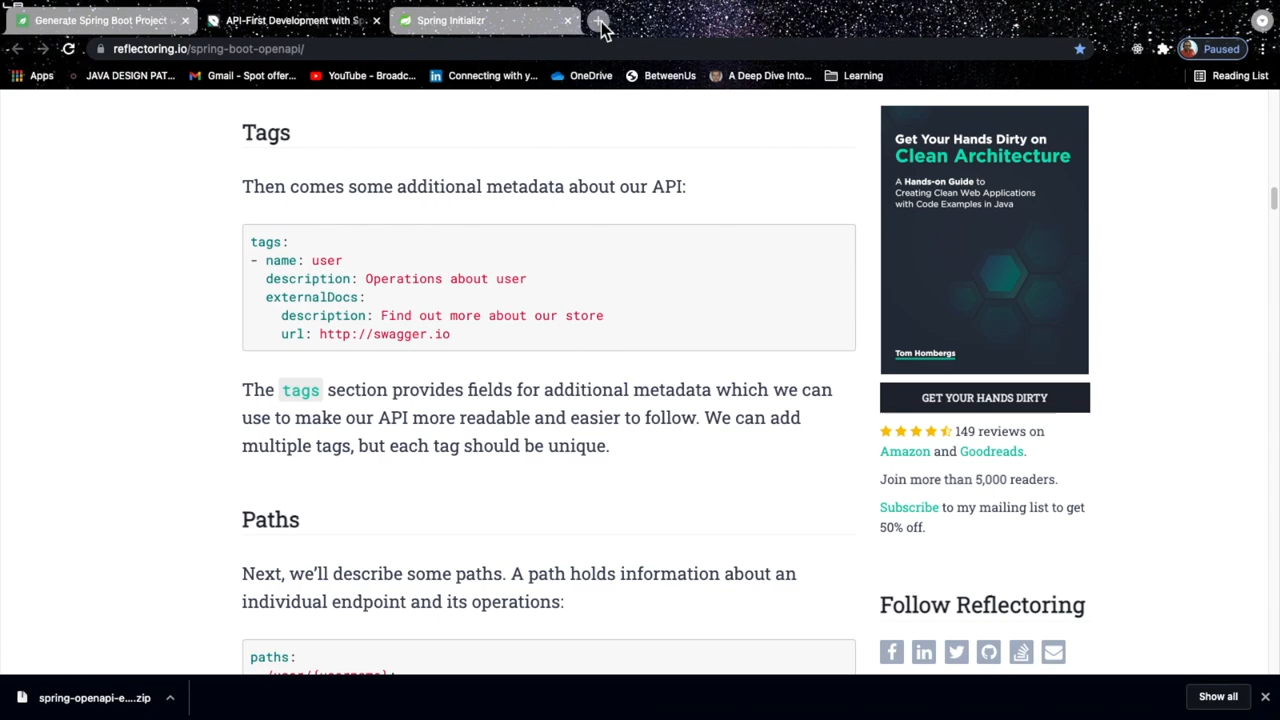 Generate Spring Boot Project w
API-First Development with Sp
Spring Initializr
reflectoring.io/spring-boot-openapi/
Paused
Apps
JAVA DESIGN PAT...
Gmail - Spot offer...
YouTube - Broadc...
Connecting with y...
OneDrive
BetweenUs
A Deep Dive Into...
Learning
Reading List
Tags
Then comes some additional metadata about our API:
tags:
- name: user
description: Operations about user
externalDocs:
description: Find out more about our store
url: http://swagger.io
The tags section provides fields for additional metadata which we can
use to make our API more readable and easier to follow. We can add
multiple tags, but each tag should be unique.
Paths
Next, we'll describe some paths. A path holds information about an
individual endpoint and its operations:
paths:
/user/{username}:
Get Your Hands Dirty on
Clean Architecture
A Hands-on Guide to
Creating Clean Web Applications
with Code Examples in Java
Tom Hombergs
GET YOUR HANDS DIRTY
149 reviews on
Amazon and Goodreads.
Join more than 5,000 readers.
Subscribe to my mailing list to get
50% off.
Follow Reflectoring
spring-openapi-e....zip
Show all